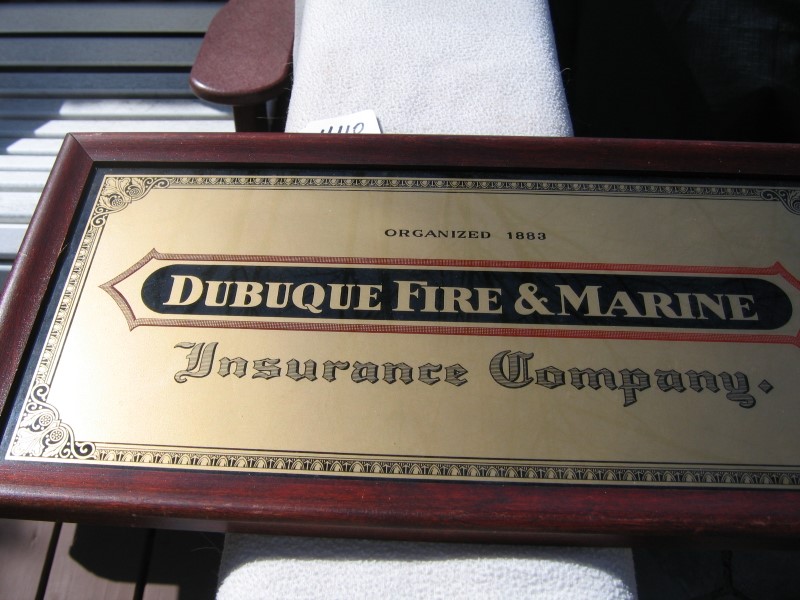 ORGANIZED 1883
DUBUQUE FIRE & MARINE
Insurance Company.